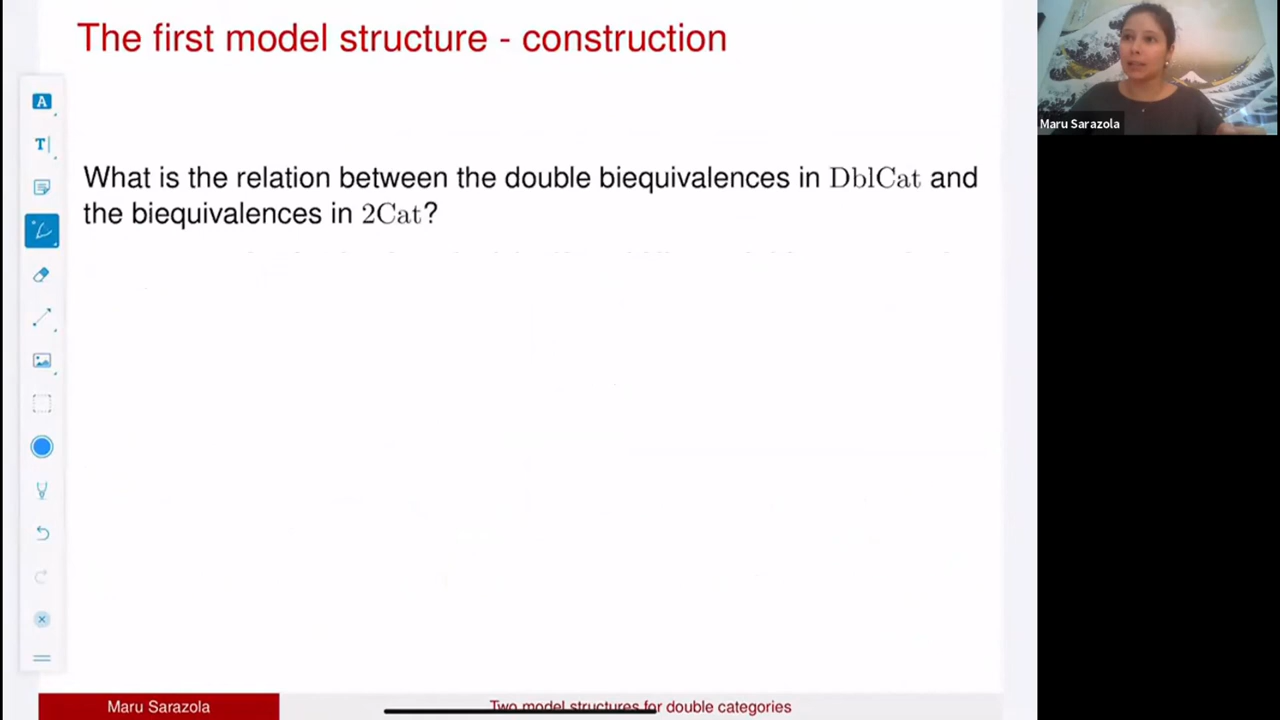 The first model structure - construction
Maru Sarazola
A
T|
What is the relation between the double biequivalences in DblCat and
the biequivalences in 2Cat?
Maru Sarazola
Two model structures for double categories